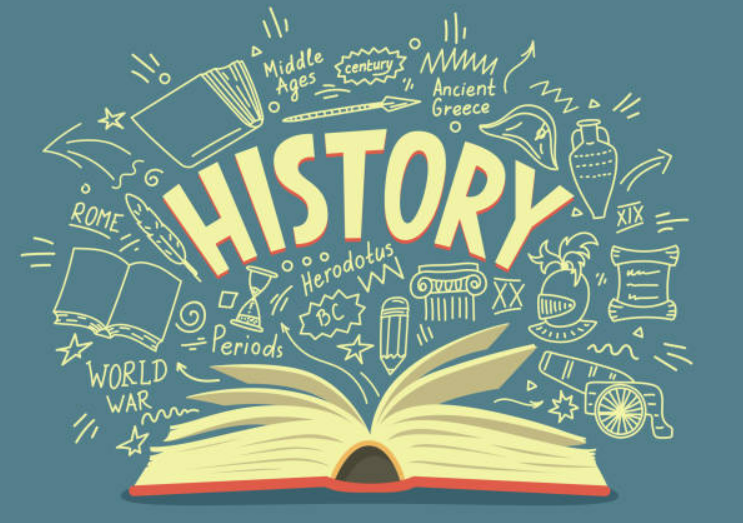 Middle
Ages
century
Ancient
Greece
HISTORY
ROME
XIX
Herodotus
BC
XX
Periods
WORLD
WAR